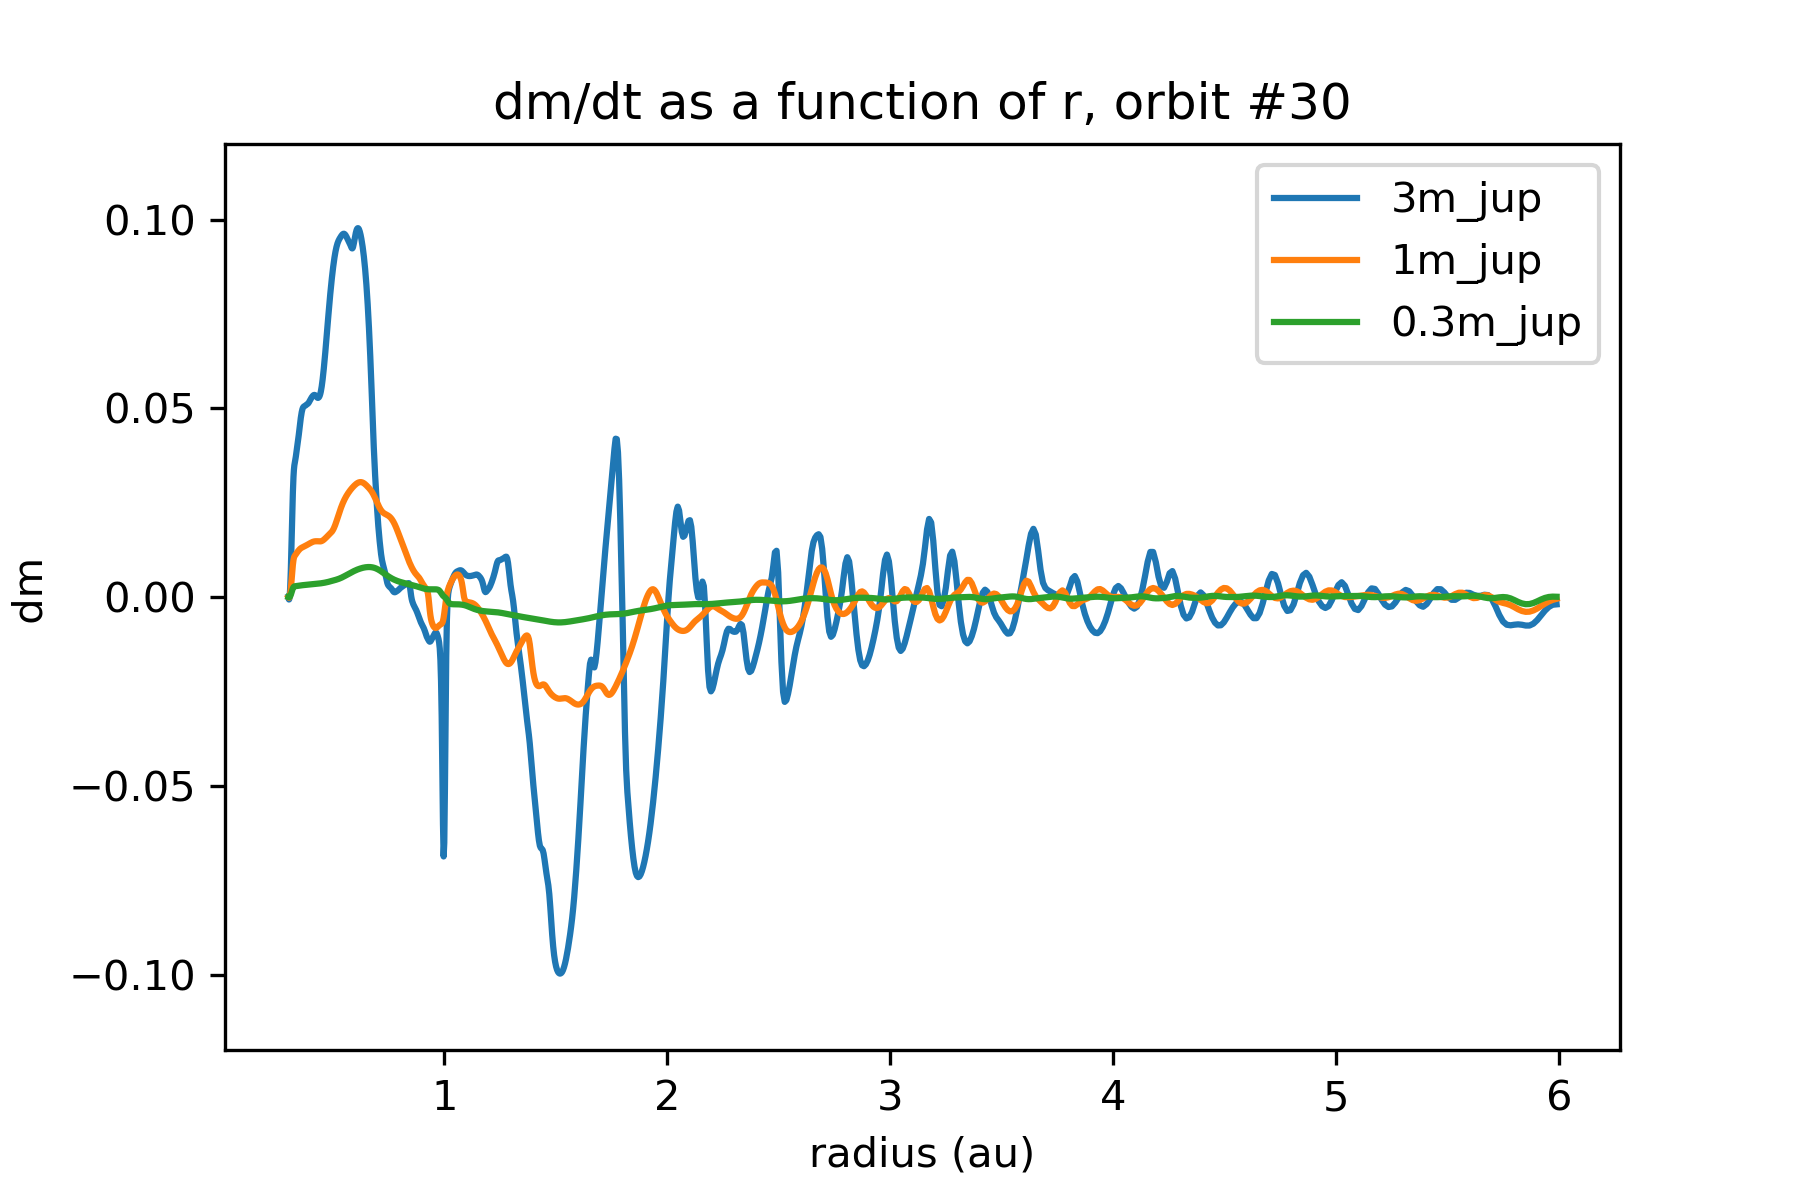 dm/dt as a function of r, orbit #30
3m_jup
1m_jup
0.3m_jup
0.10
0.05
0.00
−0.05
−0.10
dm
1 2 3 4 5 6
radius (au)